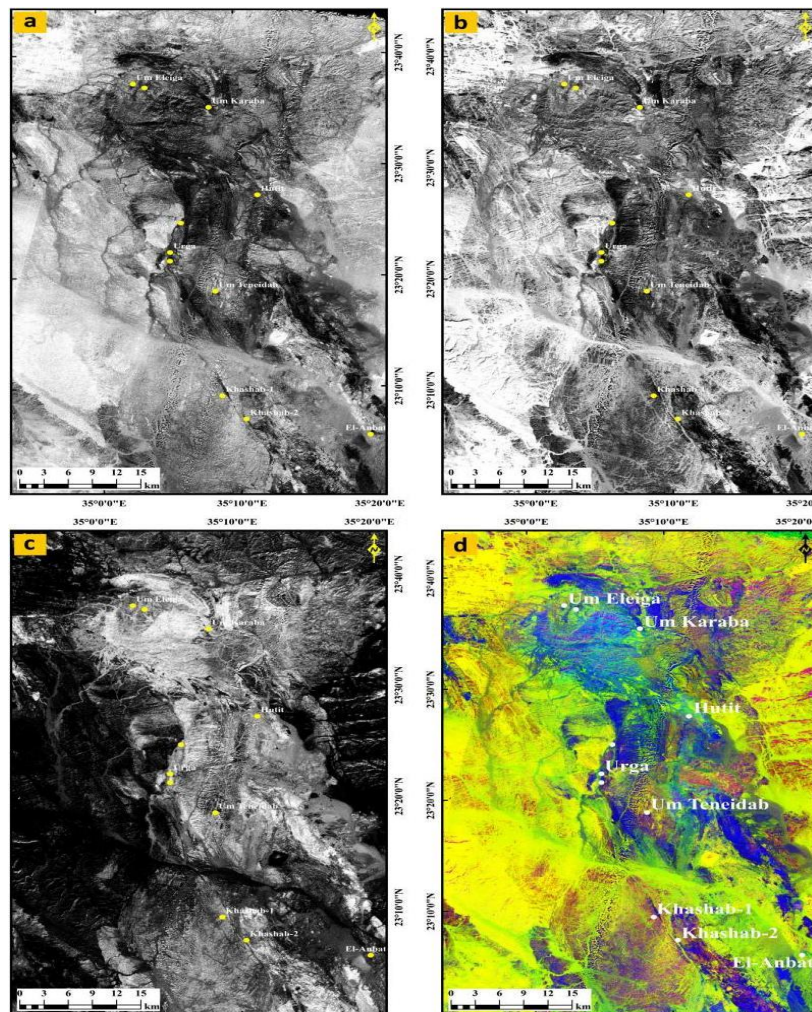 a
Um Eleiga
Um Karaba
Hutit
Urga
Um Teneidab
Khashab-1
Khashab-2
El-Anbat
0 3 6 9 12 15
km
b
Um Eleiga
Um Karaba
Hutit
Urga
Um Teneidab
Khashab-1
Khashab-2
El-Anba
0 3 6 9 12 15
km
23°40'0"N
23°30'0"N
23°20'0"N
23°10'0"N
23°40'0"N
23°30'0"N
23°20'0"N
23°10'0"N
35°0'0"E 35°10'0"E 35°20'0"E
35°0'0"E 35°10'0"E 35°20'
35°0'0"E 35°10'0"E 35°20'0"E
35°0'0"E 35°10'0"E 35°20'0
c
Um Eleiga
Um Karaba
Hutit
Um Teneidab
Khashab-1
Khashab-2
El-Anbat
0 3 6 9 12 15
km
d
Um Eleiga
Um Karaba
Hutit
Urga
Um Teneidab
Khashab-1
Khashab-2
El-Anbat
0 3 6 9 12 15
km
23°40'0"N
23°30'0"N
23°20'0"N
23°10'0"N
23°40'0"N
23°30'0"N
23°20'0"N
23°10'0"N